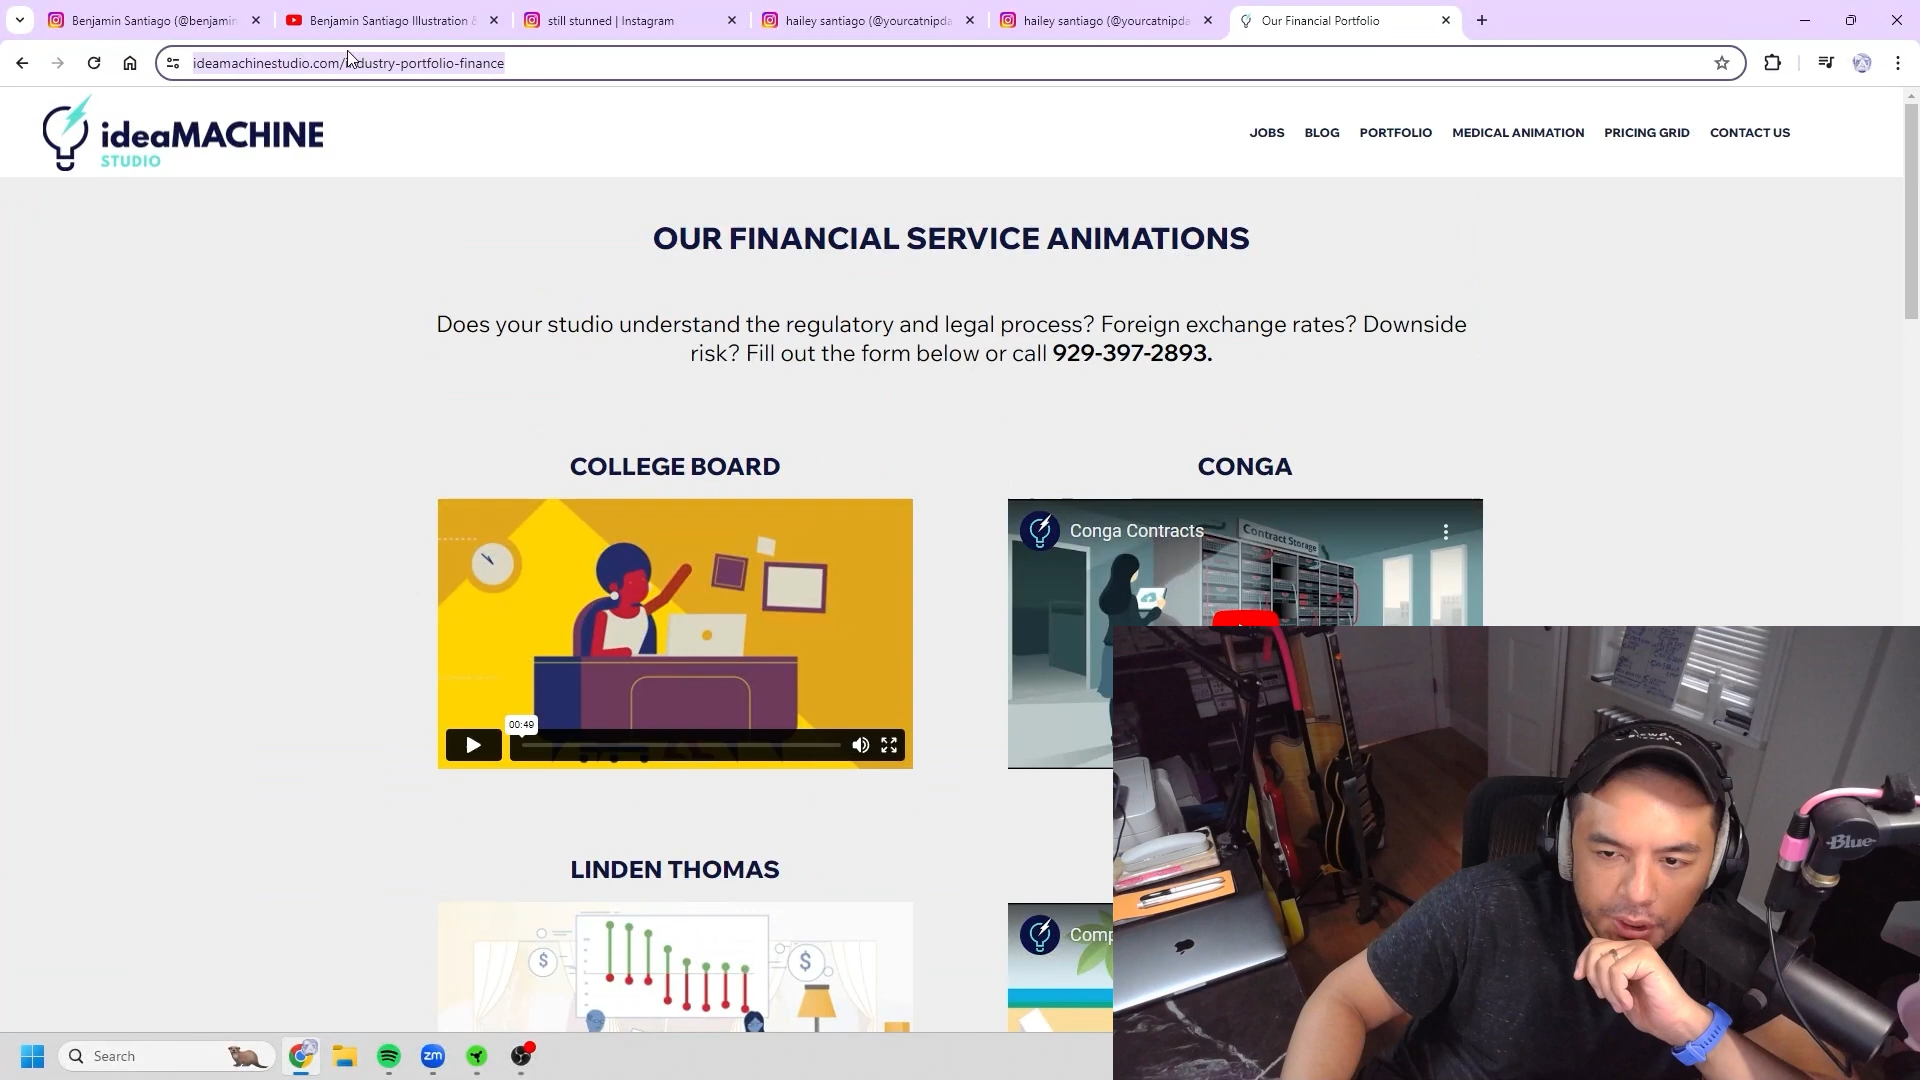 Benjamin Santiago (@benjamin
Benjamin Santiago Illustration &
still stunned | Instagram
hailey santiago (@yourcatnipda
hailey santiago (@yourcatnipda
Our Financial Portfolio
ideamachinestudio.com/industry-portfolio-finance
ideaMACHINE
STUDIO
JOBS
BLOG
PORTFOLIO
MEDICAL ANIMATION
PRICING GRID
CONTACT US
OUR FINANCIAL SERVICE ANIMATIONS
Does your studio understand the regulatory and legal process? Foreign exchange rates? Downside
risk? Fill out the form below or call 929-397-2893.
COLLEGE BOARD
CONGA
Conga Contracts
Contract Storage
00:49
LINDEN THOMAS
$
$
Comp
Blue
Search
zm